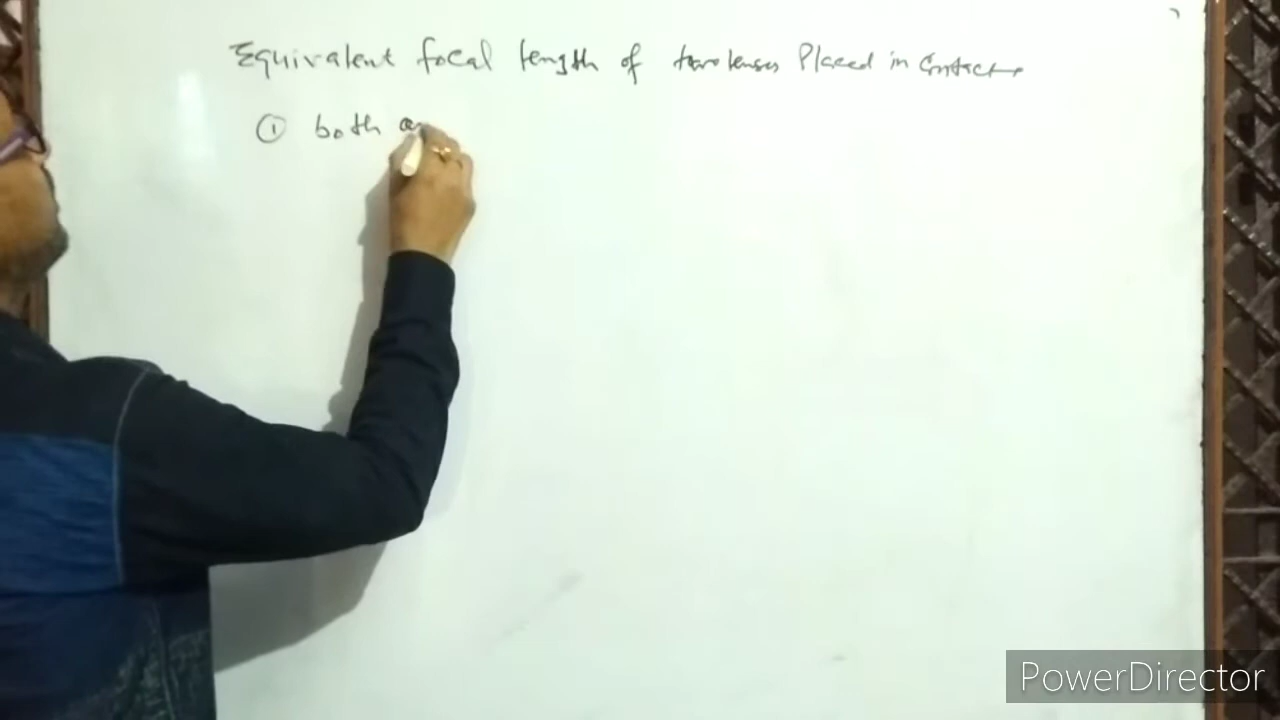 Equivalent focal length of two lenses Placed in Contact
① both
PowerDirector